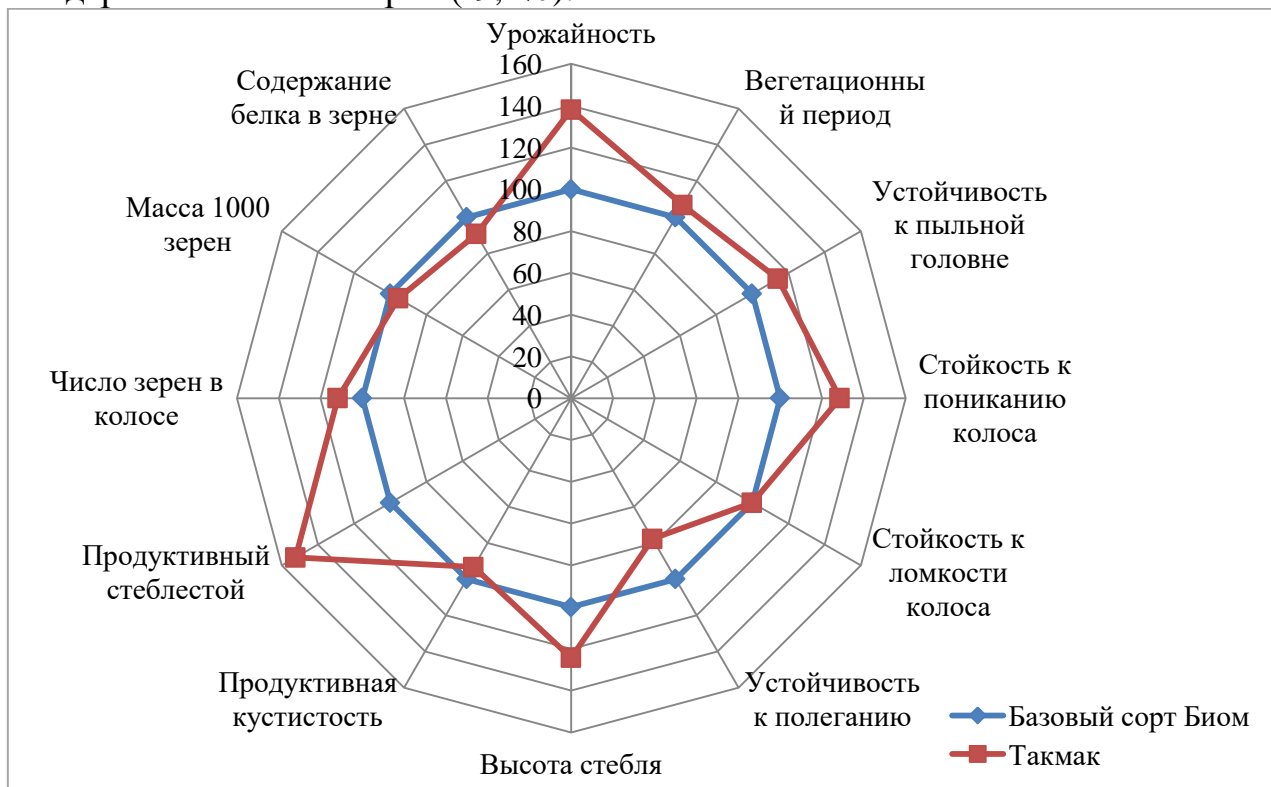 Урожайность
160
140
120
100
80
60
40
20
0
Вегетационны
й период
Устойчивость
к пыльной
головне
Стойкость к
пониканию
колоса
Стойкость к
ломкости
колоса
Устойчивость
к полеганию
Высота стебля
Продуктивная
кустистость
Продуктивный
стеблестой
Число зерен в
колосе
Масса 1000
зерен
Содержание
белка в зерне
Базовый сорт Биом
Такмак